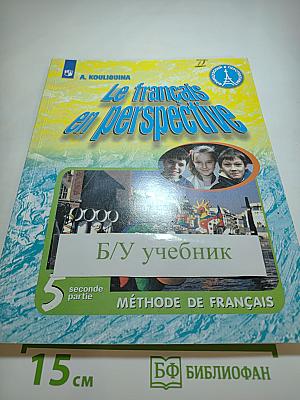 A. KOULIGUINA
Le français
en perspective
Б/У учебник
5 seconde
partie
MÉTHODE DE FRANÇAIS
15 см
БФ БИБЛИОФАН